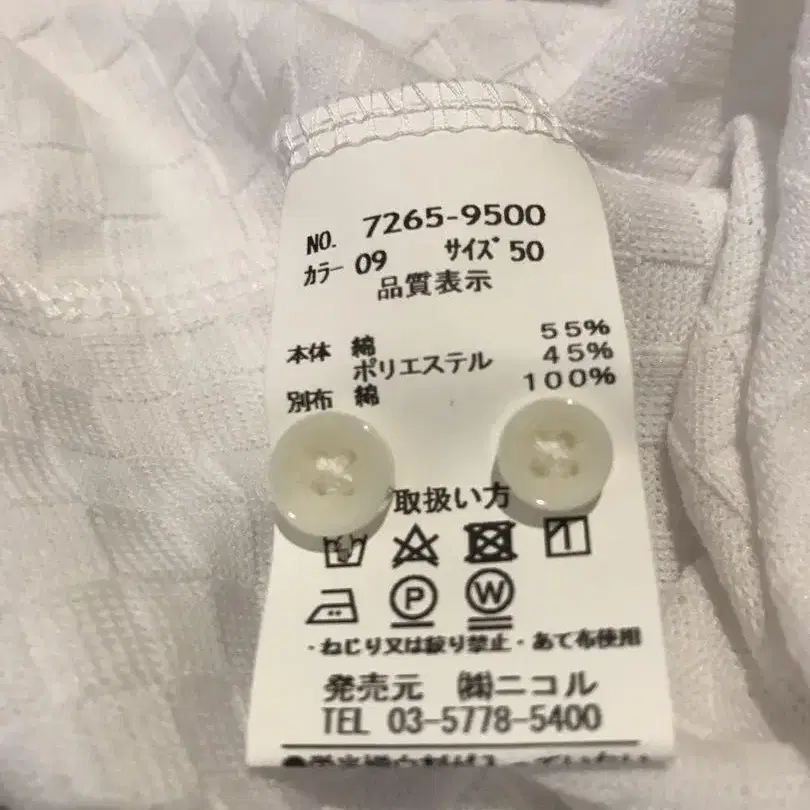 NO. 7265-9500
カラー 09 サイズ 50
品質表示
本体 綿 55%
ポリエステル 45%
別布 綿 100%
取扱い方
P W
・ねじり又は絞り禁止・あて布使用
発売元 ㈱ニコル
TEL 03-5778-5400